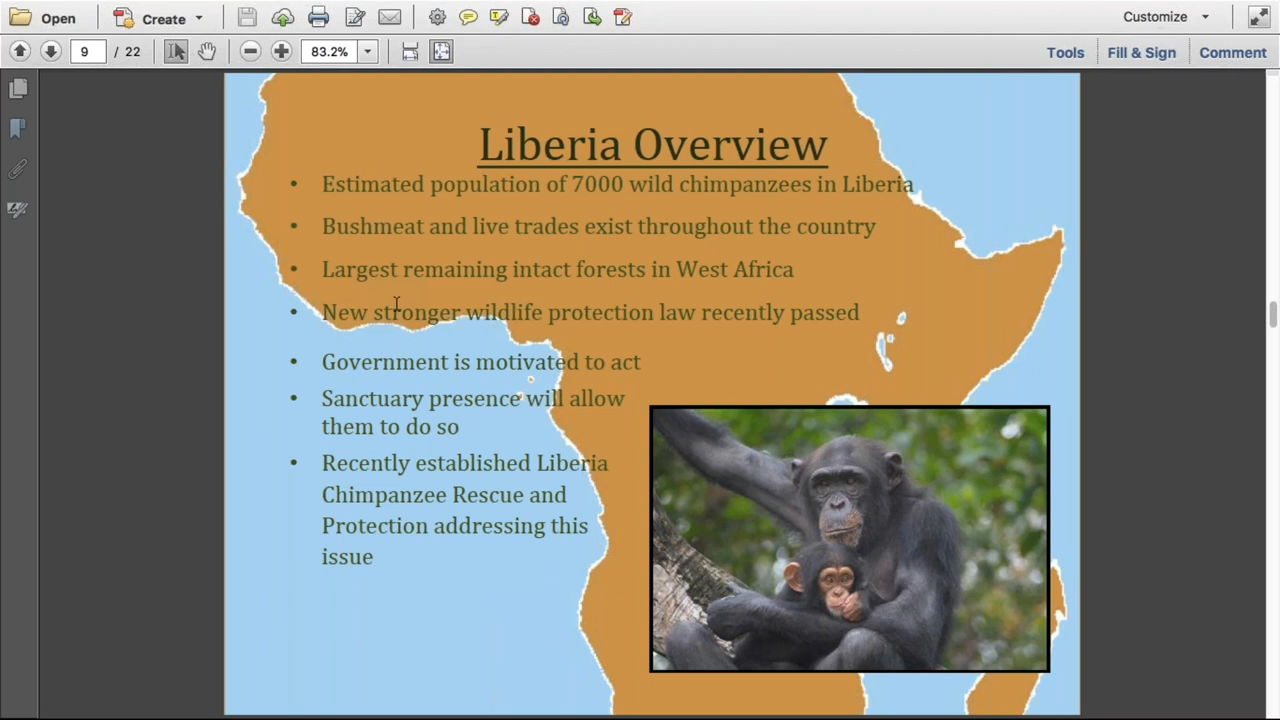 Open
Create
Customize
9 / 22
83.2%
Tools
Fill & Sign
Comment
Liberia Overview
• Estimated population of 7000 wild chimpanzees in Liberia
• Bushmeat and live trades exist throughout the country
• Largest remaining intact forests in West Africa
• New stronger wildlife protection law recently passed
• Government is motivated to act
• Sanctuary presence will allow
them to do so
• Recently established Liberia
Chimpanzee Rescue and
Protection addressing this
issue